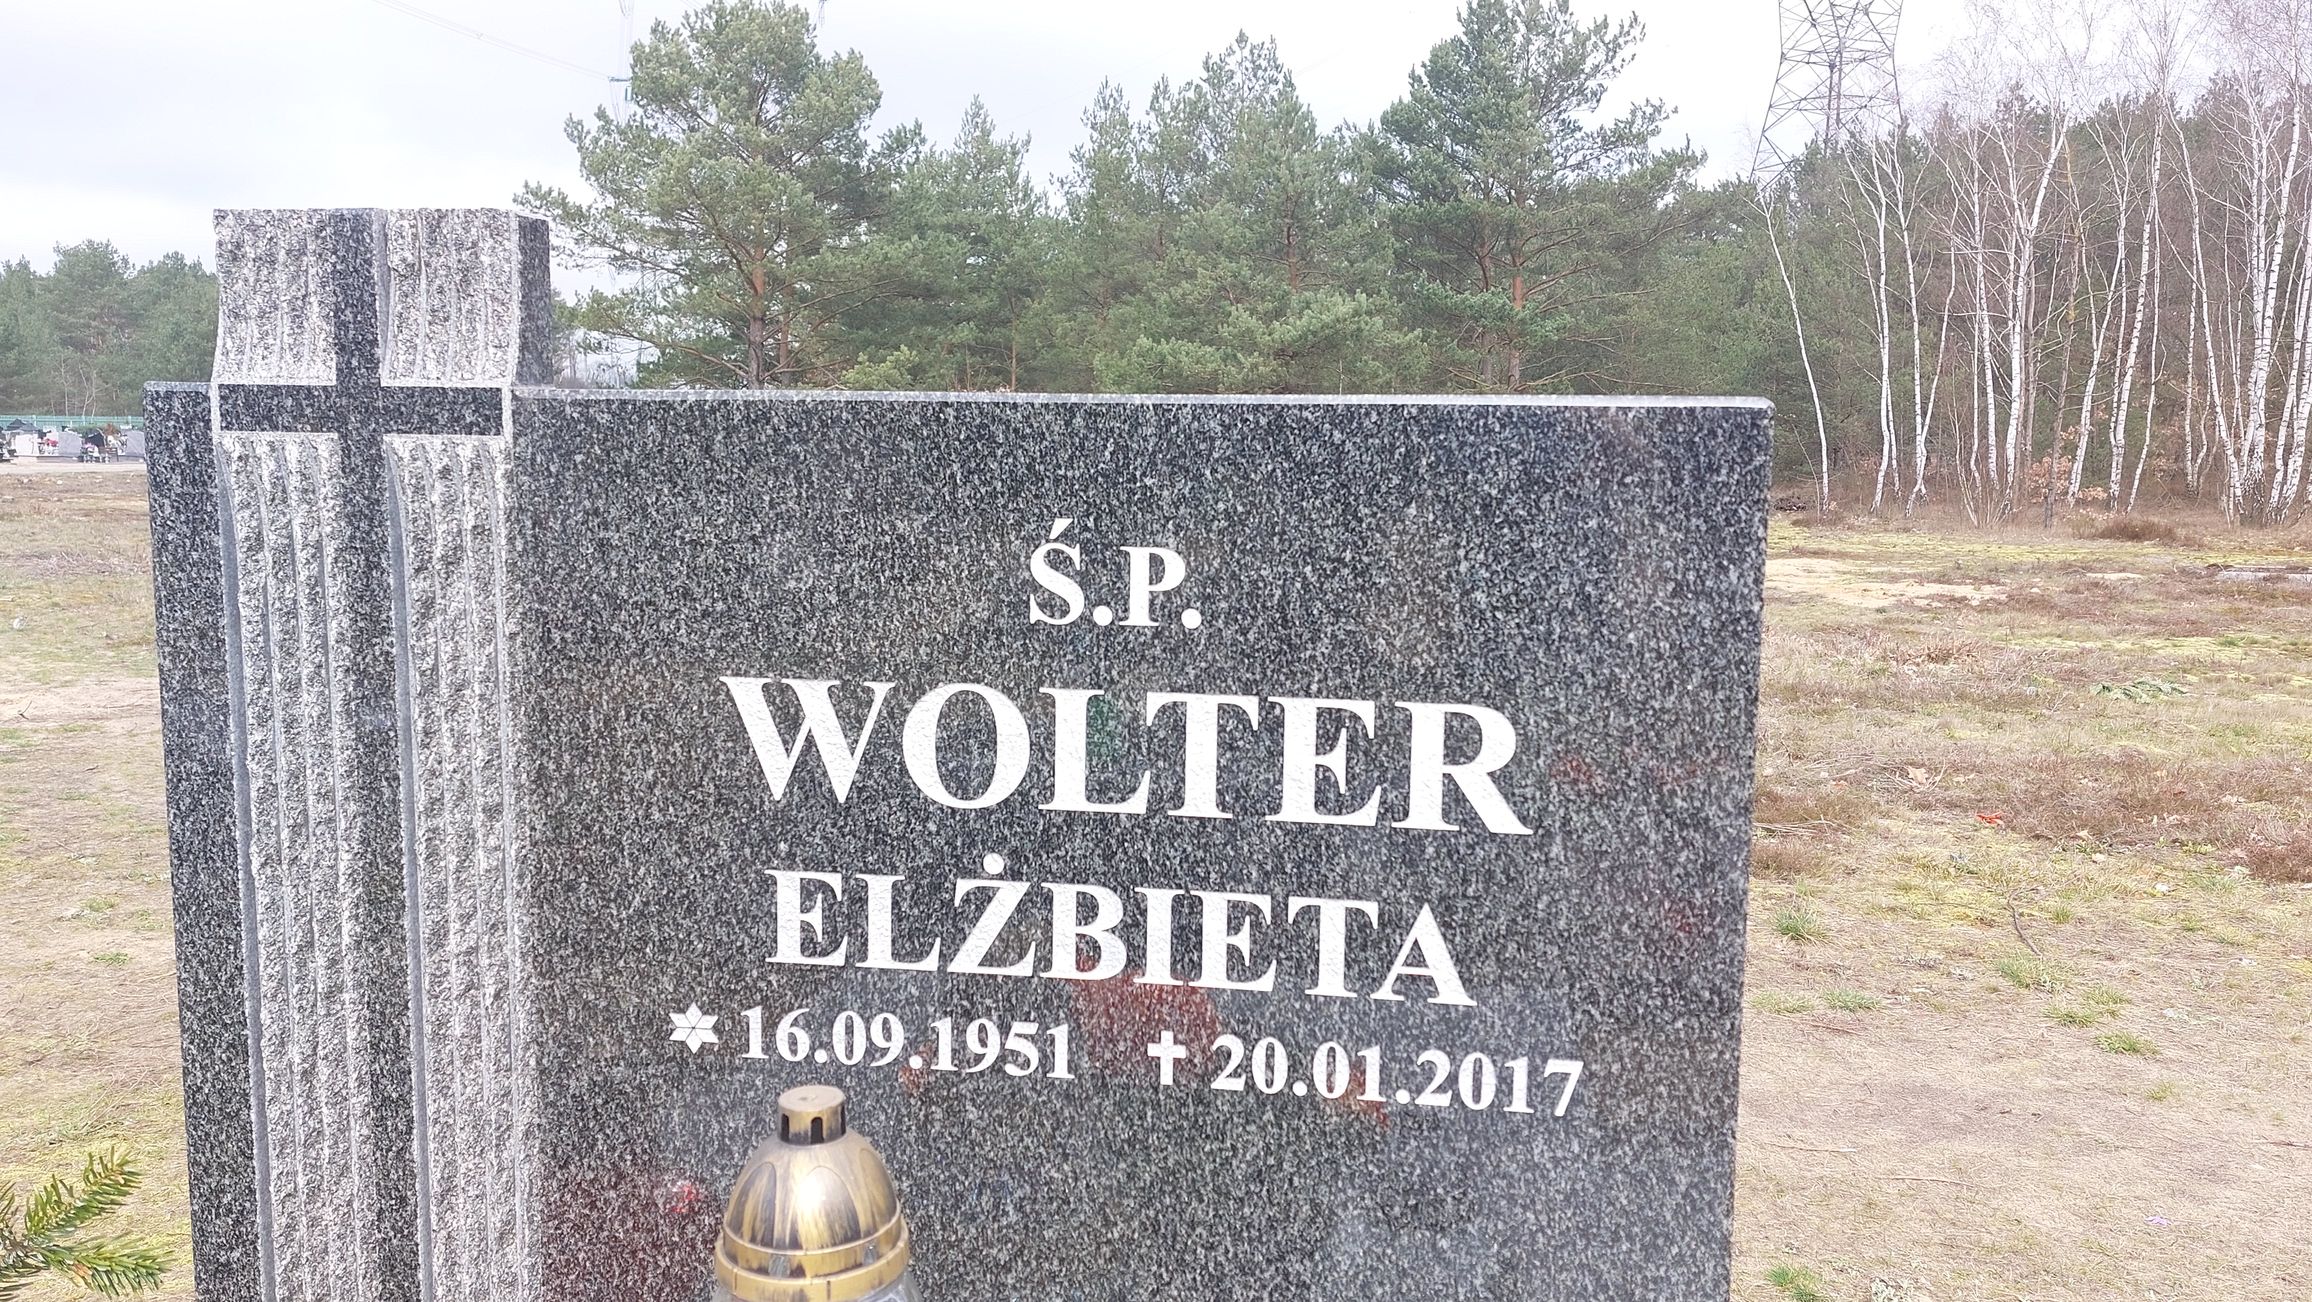 Ś.P.
WOLTER
ELŻBIETA
✶ 16.09.1951 ✝ 20.01.2017